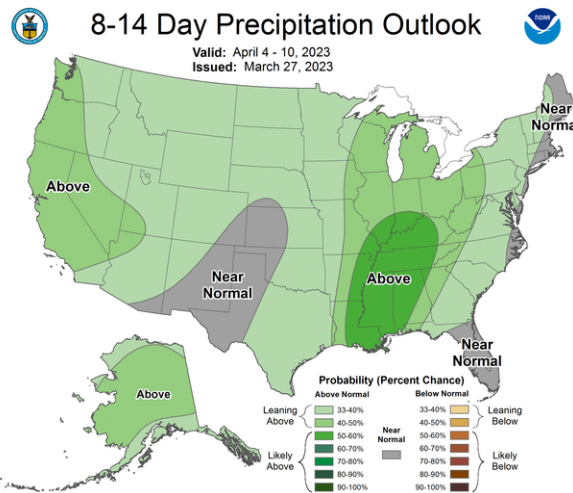 8-14 Day Precipitation Outlook
NOAA
Valid: April 4 - 10, 2023
Issued: March 27, 2023
Above
Near
Normal
Above
Near
Norma
Near
Normal
Above
Probability (Percent Chance)
Above Normal
Below Normal
Leaning
Above
33-40%
40-50%
Likely
Above
50-60%
60-70%
70-80%
80-90%
90-100%
Near
Normal
33-40%
40-50%
Leaning
Below
50-60%
60-70%
70-80%
80-90%
90-100%
Likely
Below